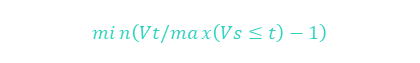 min(Vt/max(Vs ≤ t) − 1)